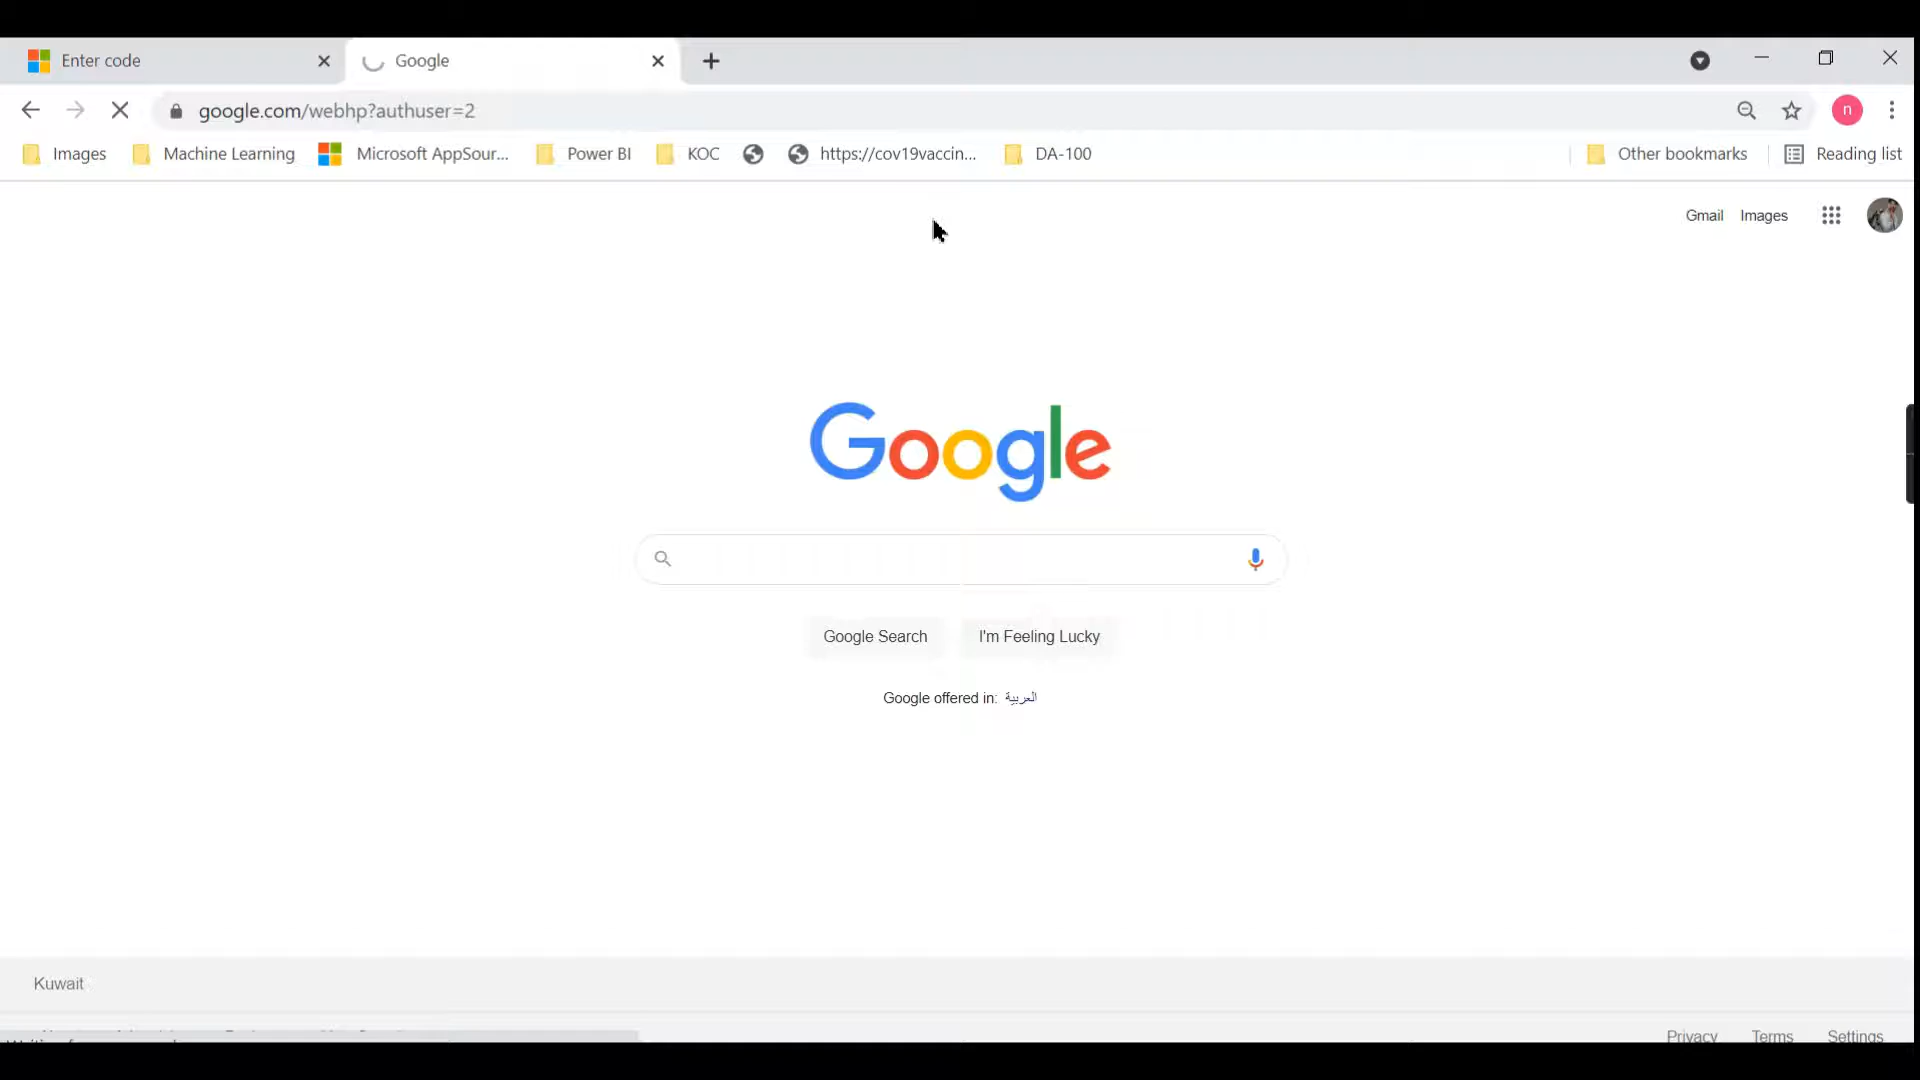 Enter code
Google
google.com/webhp?authuser=2
n
Images
Machine Learning
Microsoft AppSour...
Power BI
KOC
https://cov19vaccin...
DA-100
Other bookmarks
Reading list
Gmail
Images
Google
Google Search
I'm Feeling Lucky
Google offered in: العربية
Kuwait
Privacy
Terms
Settings